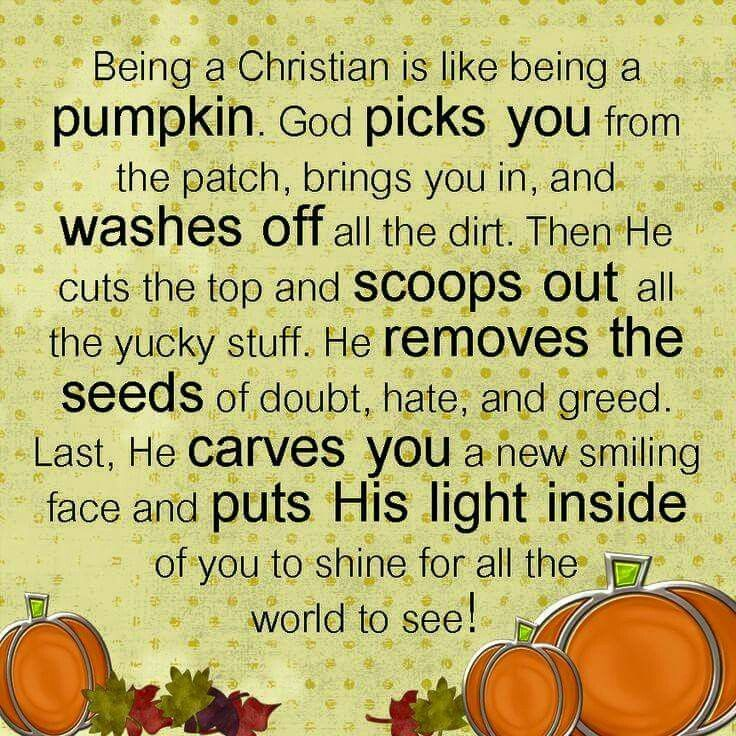 Being a Christian is like being a
pumpkin. God picks you from
the patch, brings you in, and
washes off all the dirt. Then He
cuts the top and scoops out all
the yucky stuff. He removes the
seeds of doubt, hate, and greed.
Last, He carves you a new smiling
face and puts His light inside
of you to shine for all the
world to see!